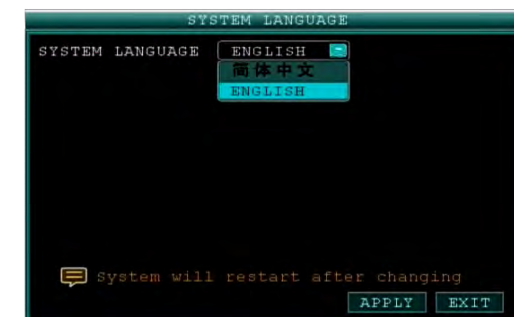 SYSTEM LANGUAGE
SYSTEM LANGUAGE ENGLISH
简体中文
ENGLISH
System will restart after changing
APPLY EXIT